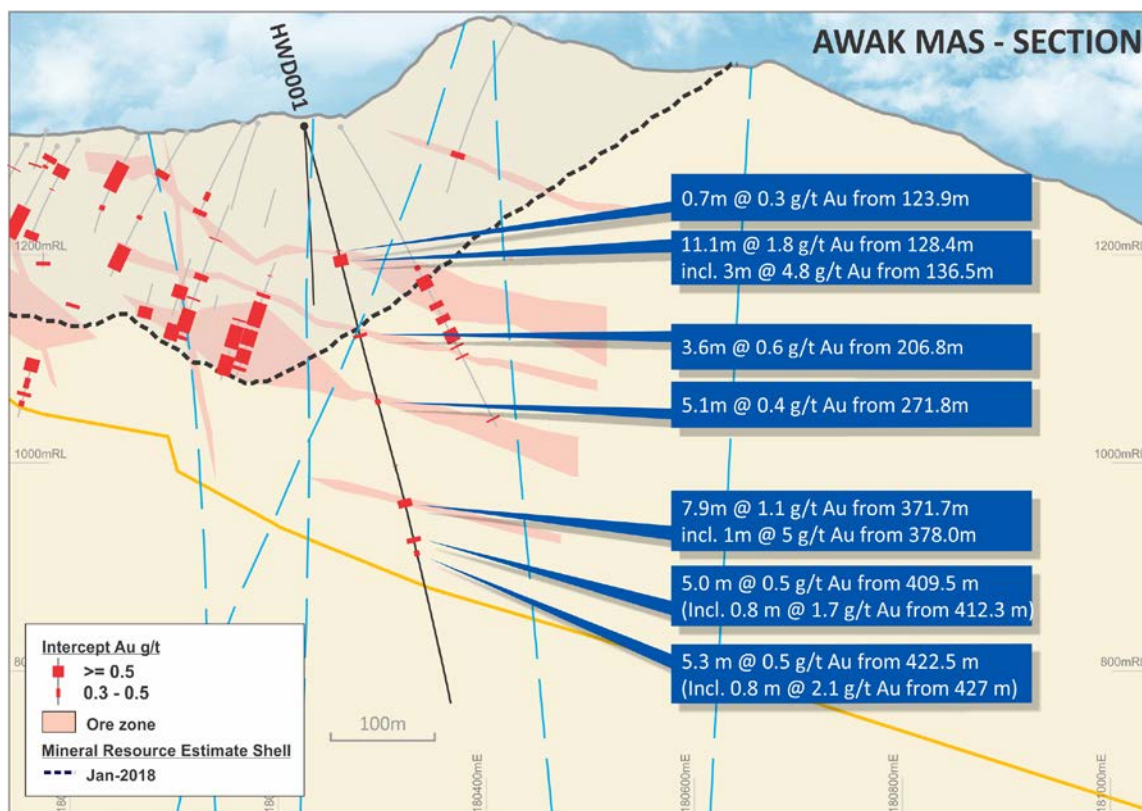 AWAK MAS - SECTION
HWD001
0.7m @ 0.3 g/t Au from 123.9m
11.1m @ 1.8 g/t Au from 128.4m
incl. 3m @ 4.8 g/t Au from 136.5m
1200mRL
1200mRL
3.6m @ 0.6 g/t Au from 206.8m
5.1m @ 0.4 g/t Au from 271.8m
1000mRL
1000mRL
7.9m @ 1.1 g/t Au from 371.7m
incl. 1m @ 5 g/t Au from 378.0m
5.0 m @ 0.5 g/t Au from 409.5 m
(Incl. 0.8 m @ 1.7 g/t Au from 412.3 m)
5.3 m @ 0.5 g/t Au from 422.5 m
(Incl. 0.8 m @ 2.1 g/t Au from 427 m)
800mRL
Intercept Au g/t
>= 0.5
0.3 - 0.5
Ore zone
Mineral Resource Estimate Shell
Jan-2018
100m
180400mE
180600mE
180800mE
181000mE